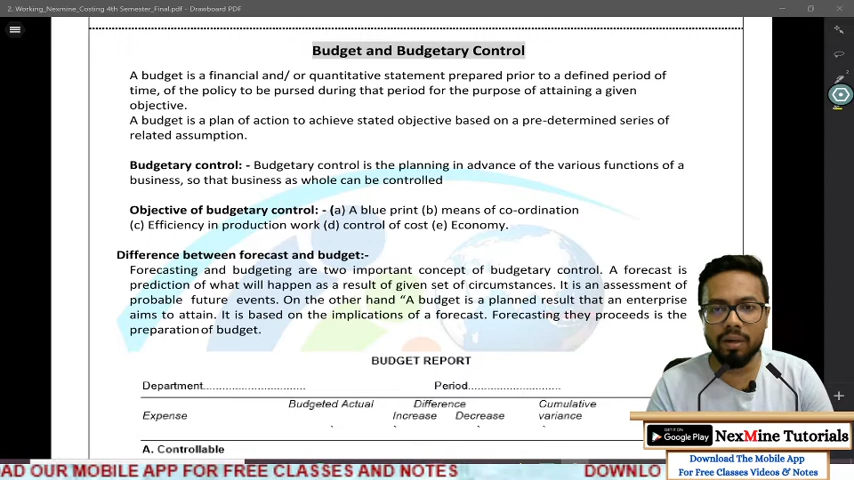 2. Working_Nexmine_Costing 4th Semester_Final.pdf - Drawboard PDF
Budget and Budgetary Control
A budget is a financial and/ or quantitative statement prepared prior to a defined period of
time, of the policy to be pursed during that period for the purpose of attaining a given
objective.
A budget is a plan of action to achieve stated objective based on a pre-determined series of
related assumption.
Budgetary control: - Budgetary control is the planning in advance of the various functions of a
business, so that business as whole can be controlled
Objective of budgetary control: - (a) A blue print (b) means of co-ordination
(c) Efficiency in production work (d) control of cost (e) Economy.
Difference between forecast and budget:-
Forecasting and budgeting are two important concept of budgetary control. A forecast is
prediction of what will happen as a result of given set of circumstances. It is an assessment of
probable future events. On the other hand “A budget is a planned result that an enterprise
aims to attain. It is based on the implications of a forecast. Forecasting they proceeds is the
preparation of budget.
BUDGET REPORT
Department.............................. Period...........................
Budgeted Actual Difference Cumulative
Expense Increase Decrease variance
A. Controllable
GET IT ON
Google Play
NexMine Tutorials
Download The Mobile App
For Free Classes Videos & Notes
AD OUR MOBILE APP FOR FREE CLASSES AND NOTES DOWNLO